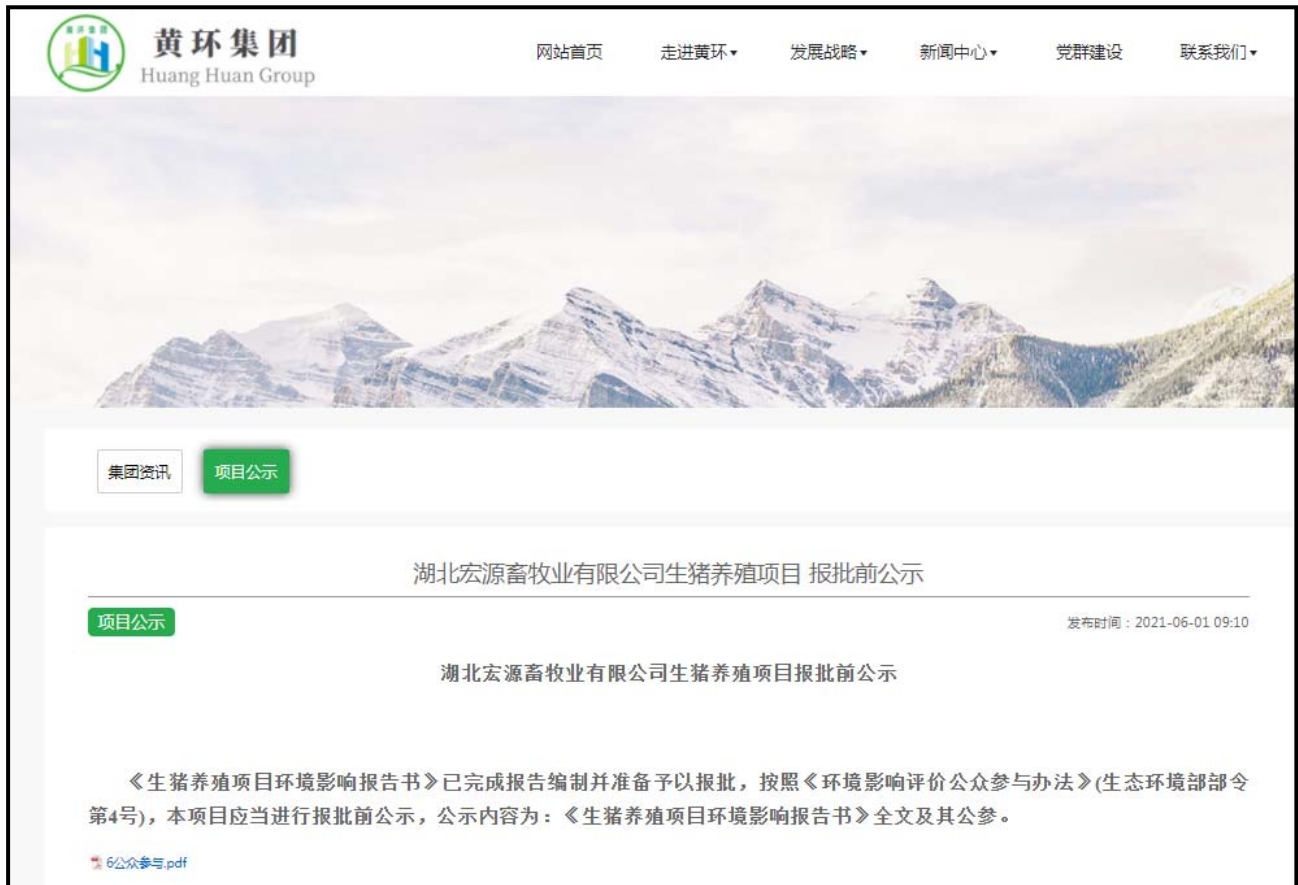 黄环集团
Huang Huan Group
网站首页 走进黄环▾ 发展战略▾ 新闻中心▾ 党群建设 联系我们▾
集团资讯 项目公示
湖北宏源畜牧业有限公司生猪养殖项目 报批前公示
项目公示 发布时间：2021-06-01 09:10
湖北宏源畜牧业有限公司生猪养殖项目报批前公示
《生猪养殖项目环境影响报告书》已完成报告编制并准备予以报批，按照《环境影响评价公众参与办法》(生态环境部部令
第4号)，本项目应当进行报批前公示，公示内容为：《生猪养殖项目环境影响报告书》全文及其公参。
6公众参与.pdf